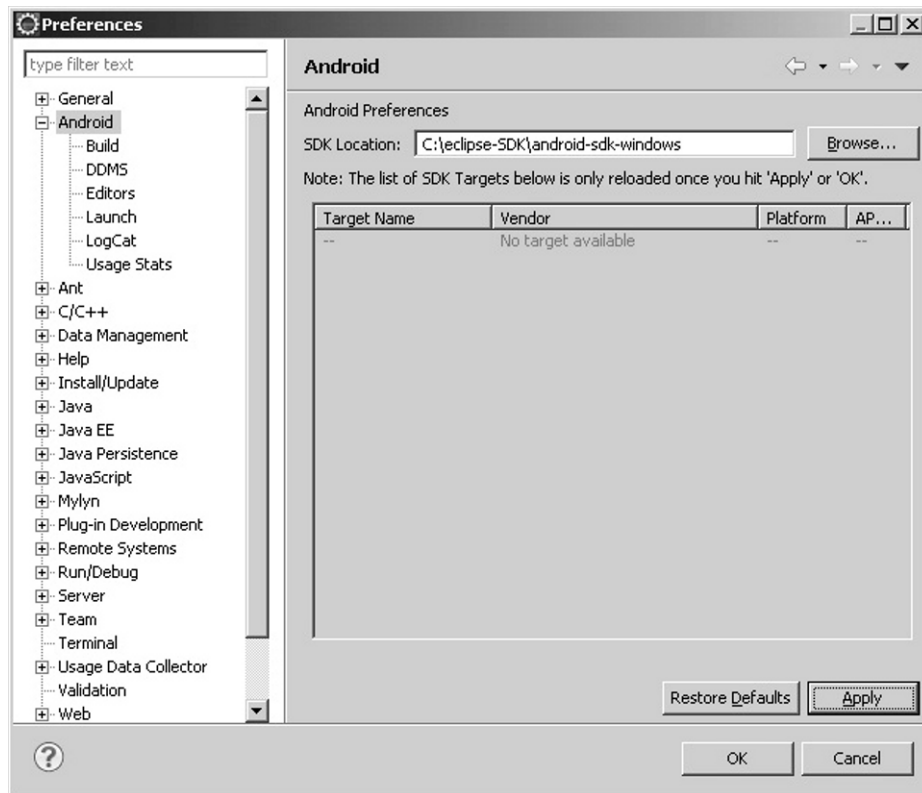 Preferences
type filter text
General
Android
Build
DDMS
Editors
Launch
LogCat
Usage Stats
Ant
C/C++
Data Management
Help
Install/Update
Java
Java EE
Java Persistence
JavaScript
Mylyn
Plug-in Development
Remote Systems
Run/Debug
Server
Team
Terminal
Usage Data Collector
Validation
Web
Android
Android Preferences
SDK Location: C:\eclipse-SDK\android-sdk-windows Browse...
Note: The list of SDK Targets below is only reloaded once you hit 'Apply' or 'OK'.
Target Name Vendor Platform AP...
-- No target available -- --
Restore Defaults Apply
? OK Cancel